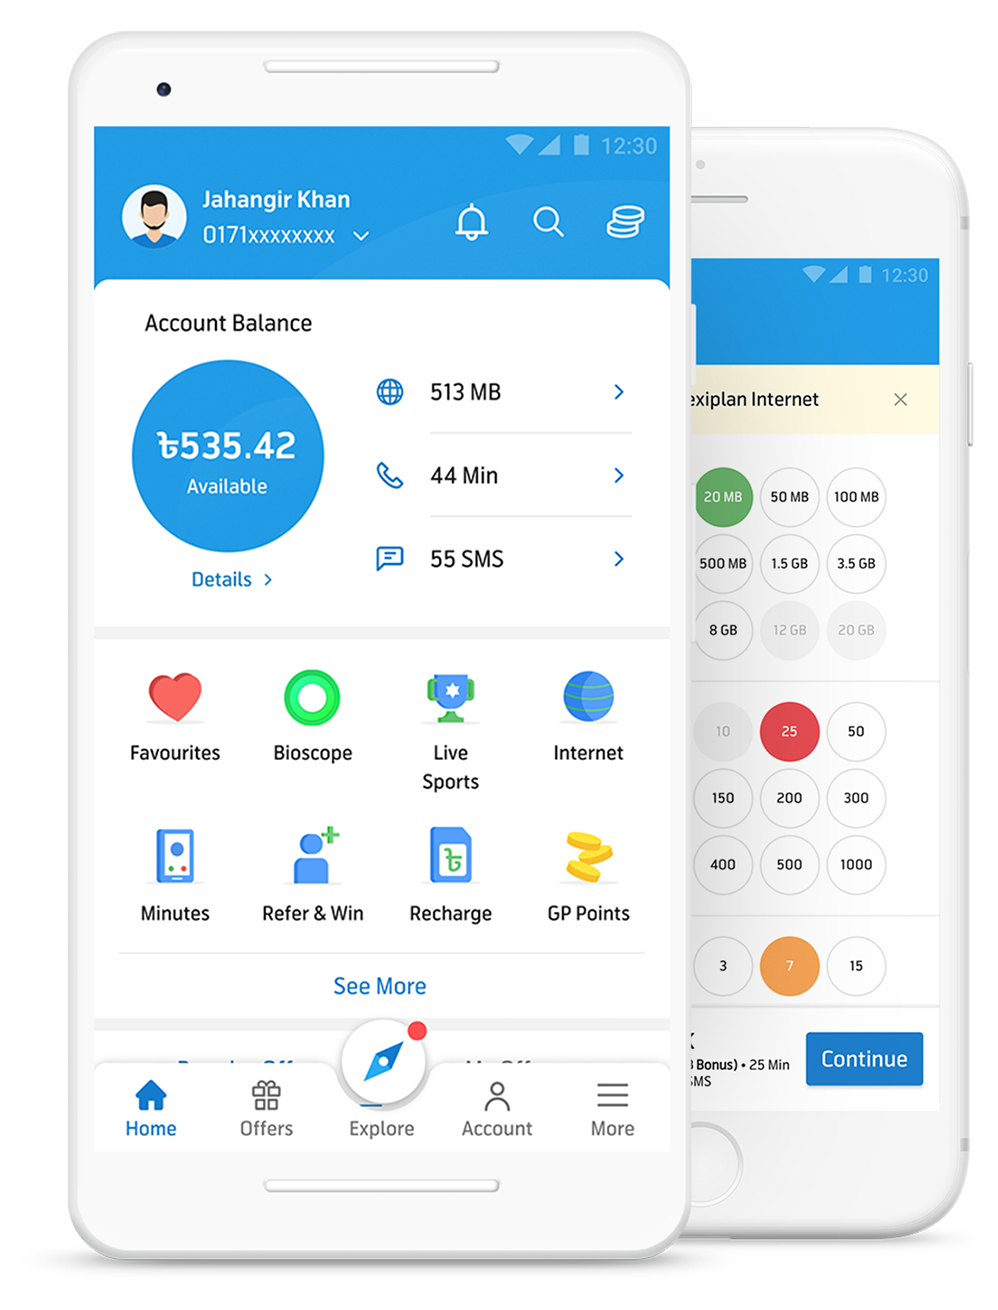 12:30
Jahangir Khan
0171xxxxxxxx
Account Balance
৳535.42
Available
Details
513 MB
44 Min
55 SMS
Favourites
Bioscope
Live
Sports
Internet
Minutes
Refer & Win
Recharge
৳
GP Points
See More
Home
Offers
Explore
Account
More
12:30
exiplan Internet
20 MB 50 MB 100 MB
500 MB 1.5 GB 3.5 GB
8 GB 12 GB 20 GB
10 25 50
150 200 300
400 500 1000
3 7 15
Bonus) • 25 Min
SMS
Continue